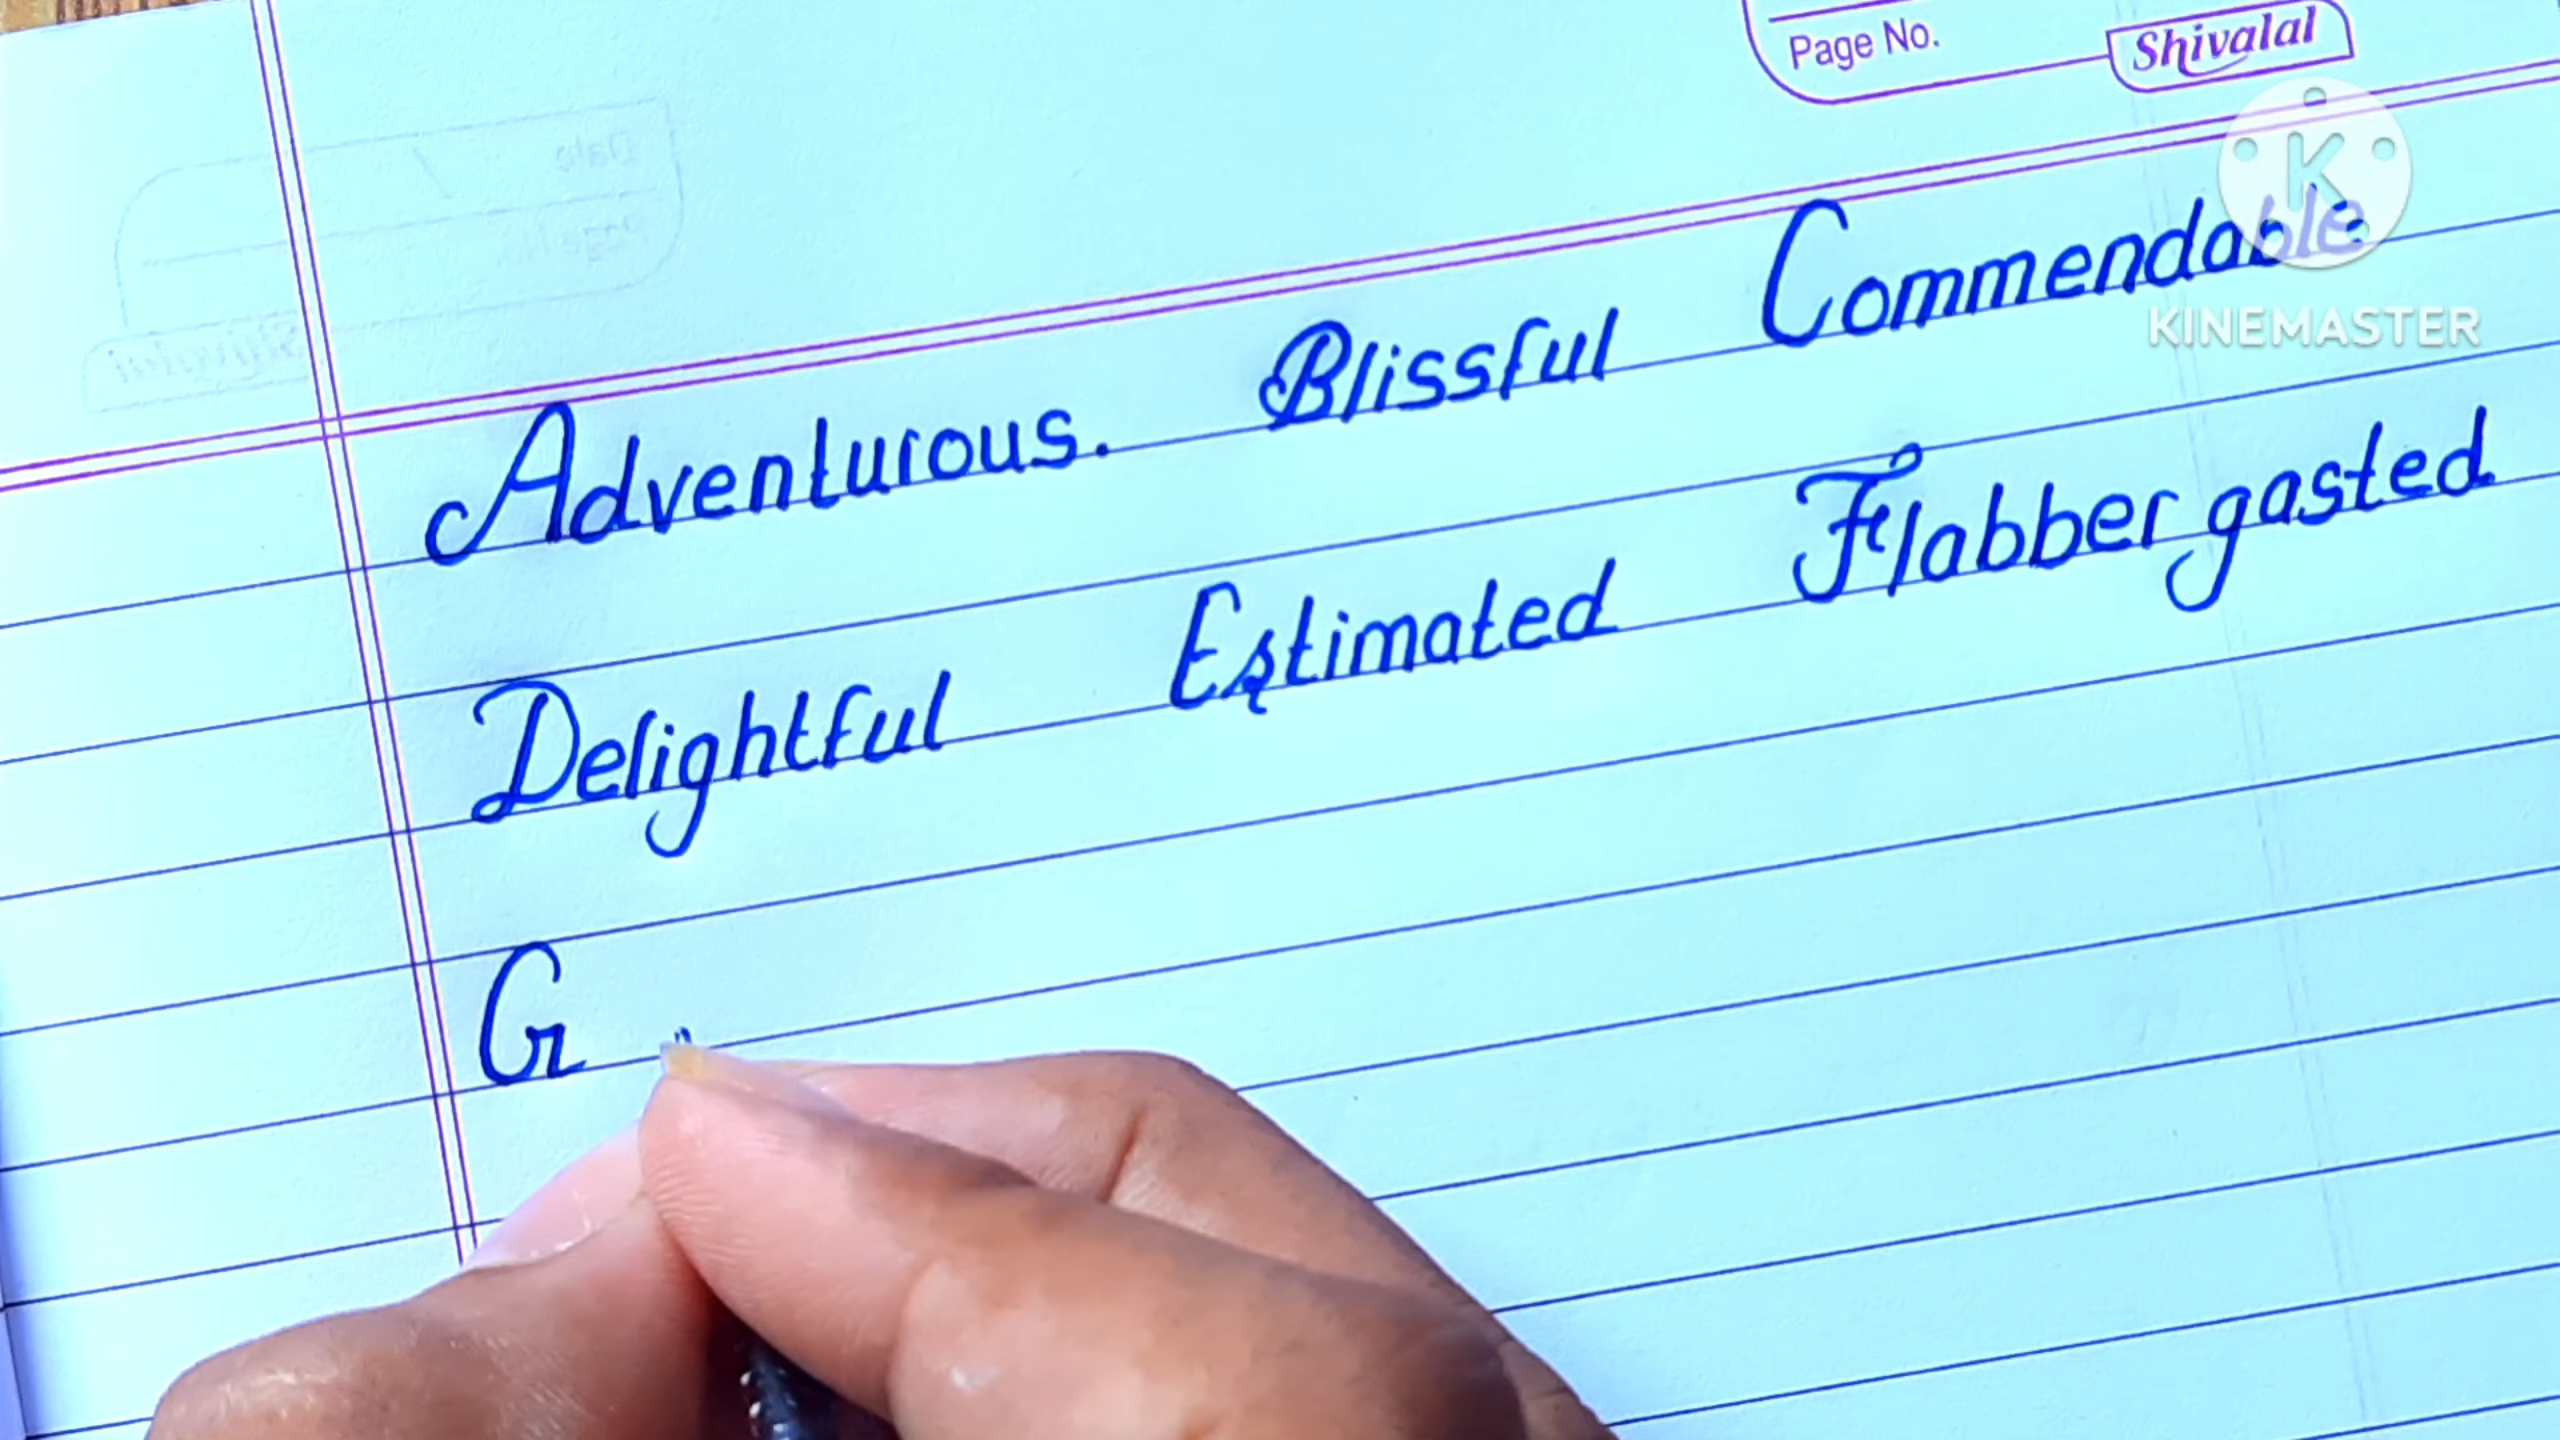 Page No.
Shivalal
KINEMASTER
Adventurous. Blissful Commendable
Delightful Estimated Flabbergasted
G